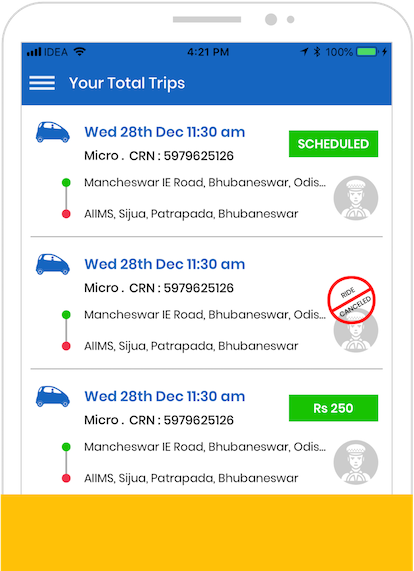 IDEA 4:21 PM 100%
Your Total Trips
Wed 28th Dec 11:30 am
SCHEDULED
Micro . CRN : 5979625126
Mancheswar IE Road, Bhubaneswar, Odis...
AIIMS, Sijua, Patrapada, Bhubaneswar
Wed 28th Dec 11:30 am
Micro . CRN : 5979625126
RIDE
CANCELED
Mancheswar IE Road, Bhubaneswar, Odis...
AIIMS, Sijua, Patrapada, Bhubaneswar
Wed 28th Dec 11:30 am
Rs 250
Micro . CRN : 5979625126
Mancheswar IE Road, Bhubaneswar, Odis...
AIIMS, Sijua, Patrapada, Bhubaneswar